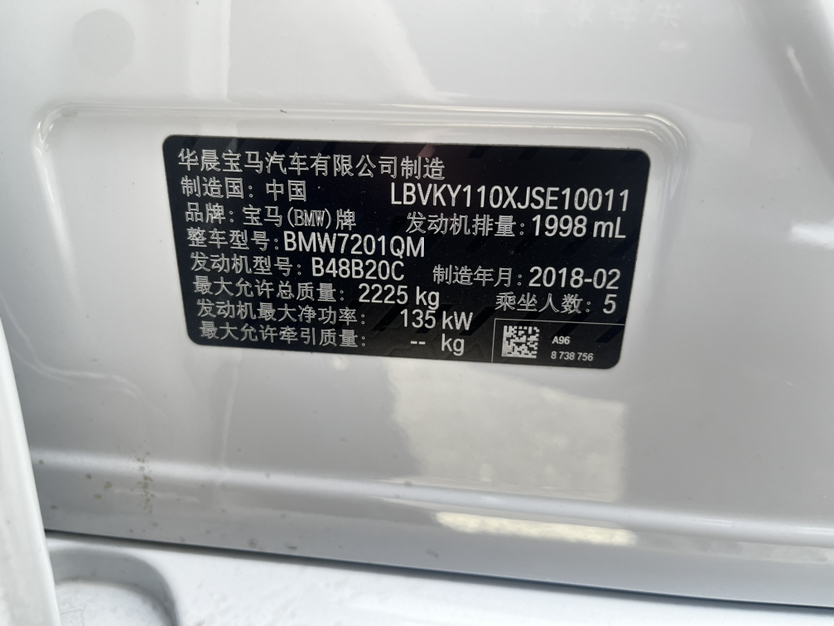 华晨宝马汽车有限公司制造
制造国: 中国 LBVKY110XJSE10011
品牌: 宝马(BMW)牌 发动机排量: 1998 mL
整车型号: BMW7201QM
发动机型号: B48B20C 制造年月: 2018-02
最大允许总质量: 2225 kg 乘坐人数: 5
发动机最大净功率: 135 kW
最大允许牵引质量: -- kg
A96
8 738 756